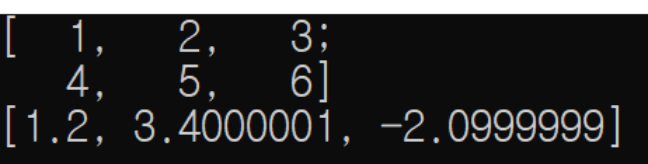 [  1,   2,   3;
   4,   5,   6]
[1.2, 3.4000001, -2.0999999]